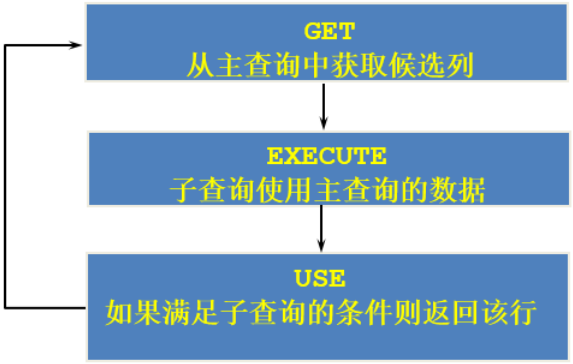 GET
从主查询中获取候选列
EXECUTE
子查询使用主查询的数据
USE
如果满足子查询的条件则返回该行